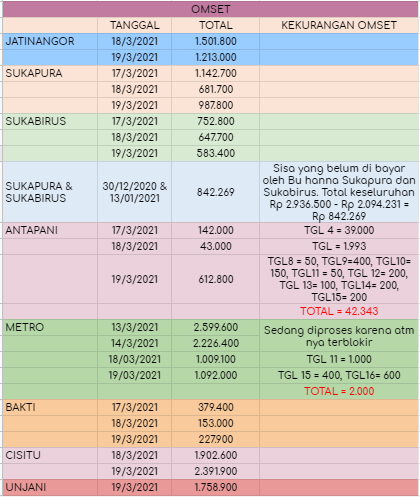 OMSET
TANGGAL TOTAL KEKURANGAN OMSET
JATINANGOR 18/3/2021 1.501.800
19/3/2021 1.213.000
SUKAPURA 17/3/2021 1.142.700
18/3/2021 681.700
19/3/2021 987.800
SUKABIRUS 17/3/2021 752.800
18/3/2021 647.700
19/3/2021 583.400
SUKAPURA & SUKABIRUS 30/12/2020 & 13/01/2021 842.269
Sisa yang belum di bayar
oleh Bu hanna Sukapura dan
Sukabirus. Total keseluruhan
Rp 2.936.500 - Rp 2.094.231 =
Rp 842.269
ANTAPANI 17/3/2021 142.000 TGL 4 = 39.000
18/3/2021 43.000 TGL = 1.993
19/3/2021 612.800
TGL8 = 50, TGL9=400, TGL10=
150, TGL11 = 50, TGL 12= 200,
TGL 13= 100, TGL14= 200,
TGL15= 200
TOTAL = 42.343
METRO 13/3/2021 2.599.600 Sedang diproses karena atm
14/3/2021 2.226.400 nya terblokir
18/03/2021 1.009.100 TGL 11 = 1.000
19/03/2021 1.092.000 TGL 15 = 400, TGL16= 600
TOTAL = 2.000
BAKTI 17/3/2021 379.400
18/3/2021 153.000
19/3/2021 227.900
CISITU 18/3/2021 1.902.600
19/3/2021 2.391.900
UNJANI 19/3/2021 1.758.900